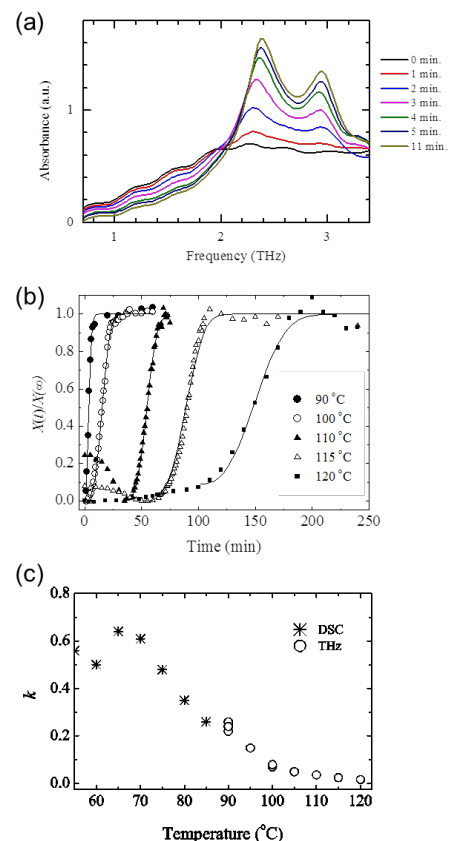 (a)
Absorbance (a.u.)
1
0
1
2
3
Frequency (THz)
0 min.
1 min.
2 min.
3 min.
4 min.
5 min.
11 min.
(b)
X(t)/X(∞)
1.0
0.8
0.6
0.4
0.2
0.0
0 50 100 150 200 250
Time (min)
90 °C
100 °C
110 °C
115 °C
120 °C
(c)
k
0.8
0.6
0.4
0.2
0.0
60 70 80 90 100 110 120
Temperature (°C)
DSC
THz